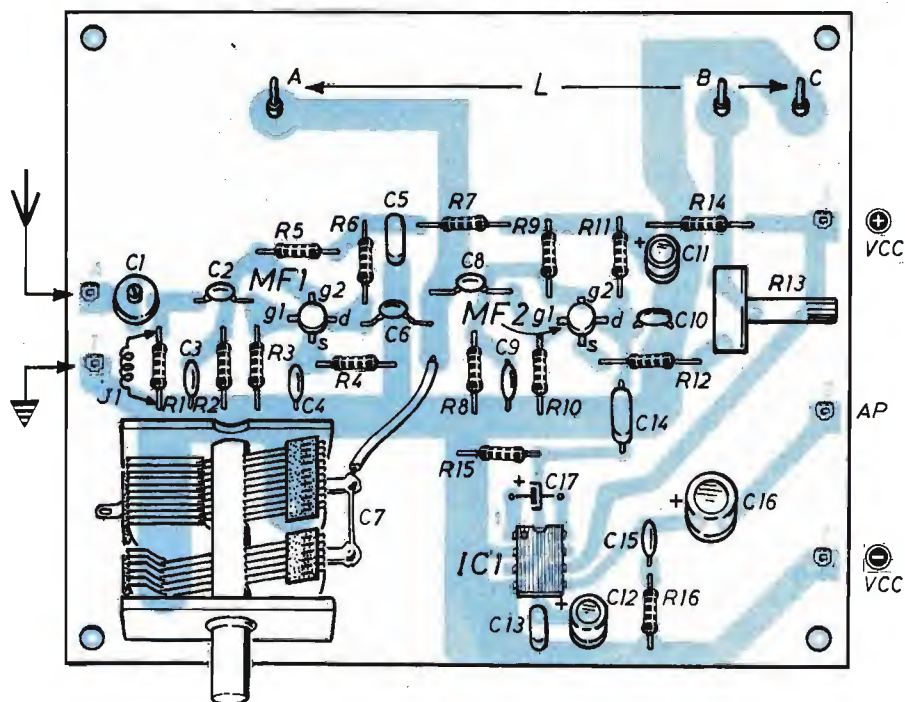 A L B C
C5 R7 R14
R6 R9 R11
R5 C11
+
+
VCC
C1 C2 MF1 g2 C8 g2 R13
g1 d MF2 g1 d C10
s C6 s
J1 C3 R3 R4 R12
R1 R2 C4 R8 C9 R10 C14 AP
R15
+ C17 + C16
C7
IC1 C15
-
VCC
+ C12 R16
C13